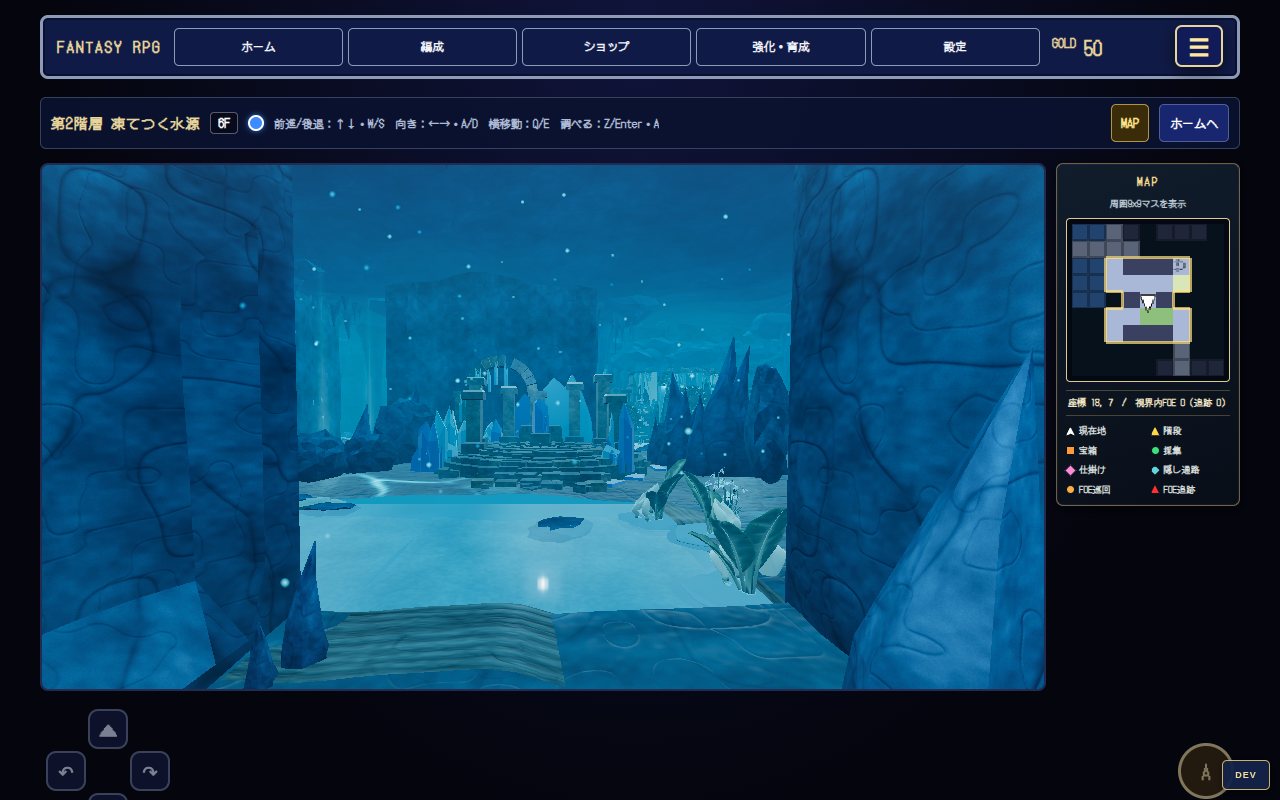 FANTASY RPG
ホーム
編成
ショップ
強化・育成
設定
GOLD 50
第2階層 凍てつく水源
6F
前進/後退：↑↓・W/S 向き：←→・A/D 横移動：Q/E 調べる：Z/Enter・A
MAP
ホームへ
MAP
周囲9x9マスを表示
座標 18, 7 / 視界内FOE 0 (追跡 0)
現在地
階段
宝箱
採集
仕掛け
隠し通路
FOE巡回
FOE追跡
A
DEV